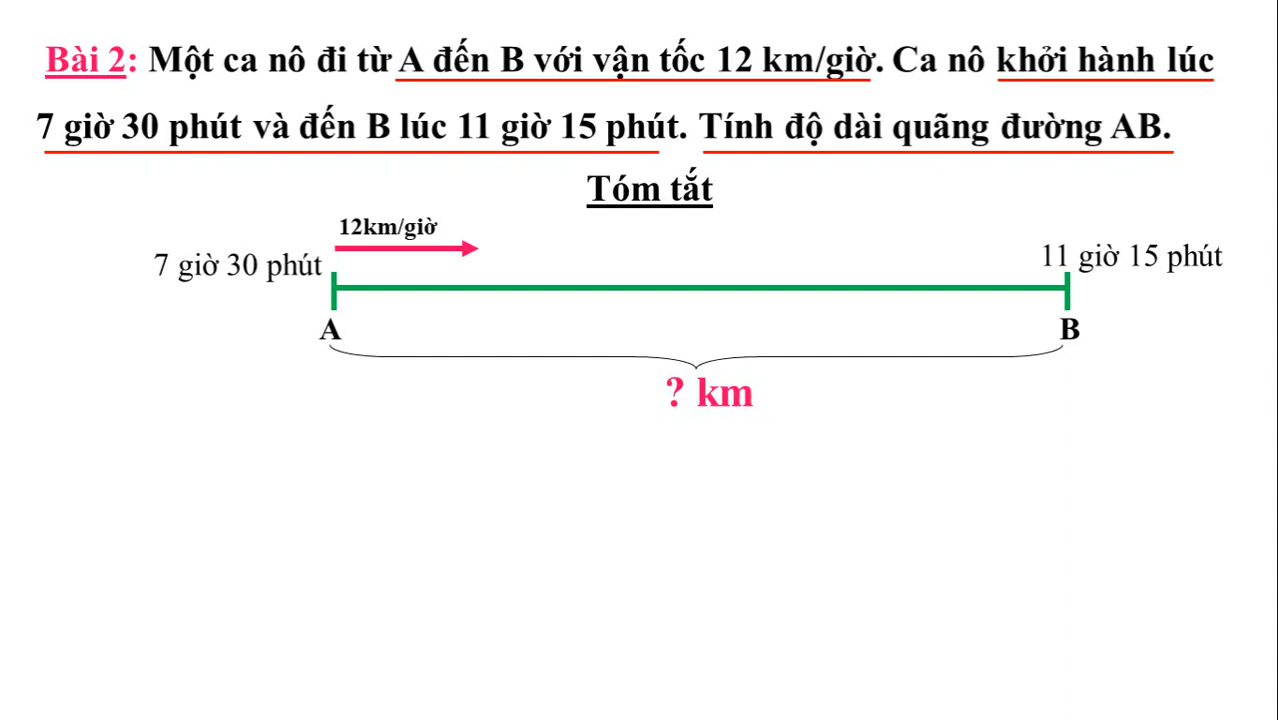 Bài 2: Một ca nô đi từ A đến B với vận tốc 12 km/giờ. Ca nô khởi hành lúc
7 giờ 30 phút và đến B lúc 11 giờ 15 phút. Tính độ dài quãng đường AB.
Tóm tắt
12km/giờ
7 giờ 30 phút
11 giờ 15 phút
A
B
? km